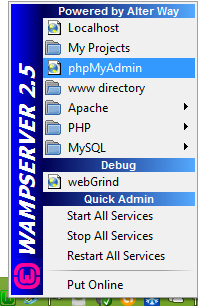 Powered by Alter Way
Localhost
My Projects
phpMyAdmin
www directory
Apache
PHP
MySQL
Debug
webGrind
Quick Admin
Start All Services
Stop All Services
Restart All Services
Put Online
WAMPSERVER 2.5